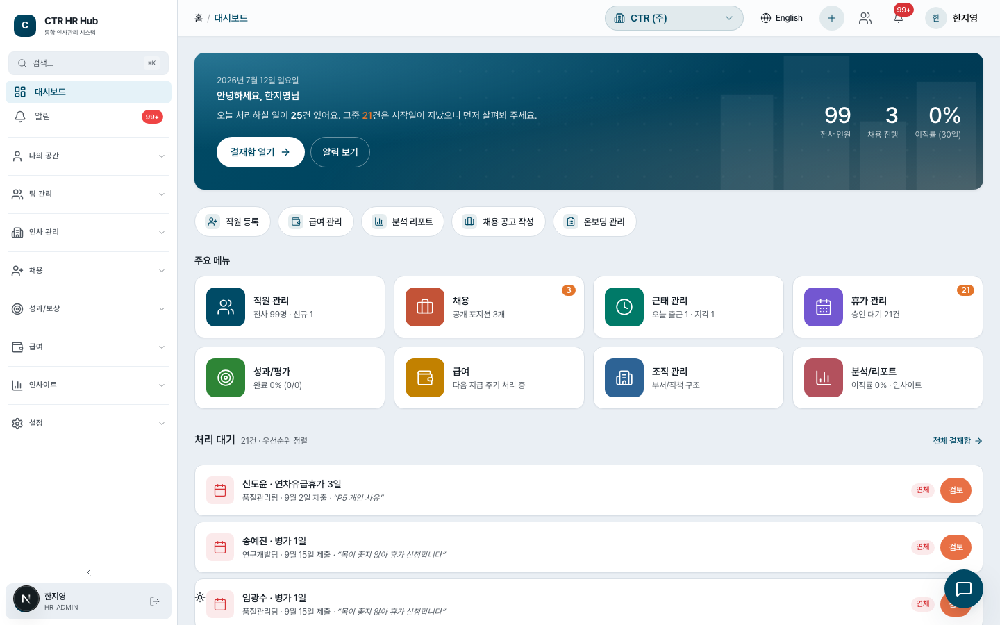 C
CTR HR Hub
통합 인사관리 시스템
검색...
⌘K
대시보드
알림
99+
나의 공간
팀 관리
인사 관리
채용
성과/보상
급여
인사이트
설정
N
한지영
HR_ADMIN
홈 / 대시보드
CTR (주)
English
99+
한
한지영
2026년 7월 12일 일요일
안녕하세요, 한지영님
오늘 처리하실 일이 25건 있어요. 그중 21건은 시작일이 지났으니 먼저 살펴봐 주세요.
결재함 열기
알림 보기
99
전사 인원
3
채용 진행
0%
이직률 (30일)
직원 등록
급여 관리
분석 리포트
채용 공고 작성
온보딩 관리
주요 메뉴
직원 관리
전사 99명 · 신규 1
채용
공개 포지션 3개
3
근태 관리
오늘 출근 1 · 지각 1
휴가 관리
승인 대기 21건
21
성과/평가
완료 0% (0/0)
급여
다음 지급 주기 처리 중
조직 관리
부서/직책 구조
분석/리포트
이직률 0% · 인사이트
처리 대기 21건 · 우선순위 정렬
전체 결재함
신도윤 · 연차유급휴가 3일
품질관리팀 · 9월 2일 제출 · “P5 개인 사유”
연체
검토
송예진 · 병가 1일
연구개발팀 · 9월 15일 제출 · “몸이 좋지 않아 휴가 신청합니다”
연체
검토
임광수 · 병가 1일
품질관리팀 · 9월 15일 제출 · “몸이 좋지 않아 휴가 신청합니다”
연체